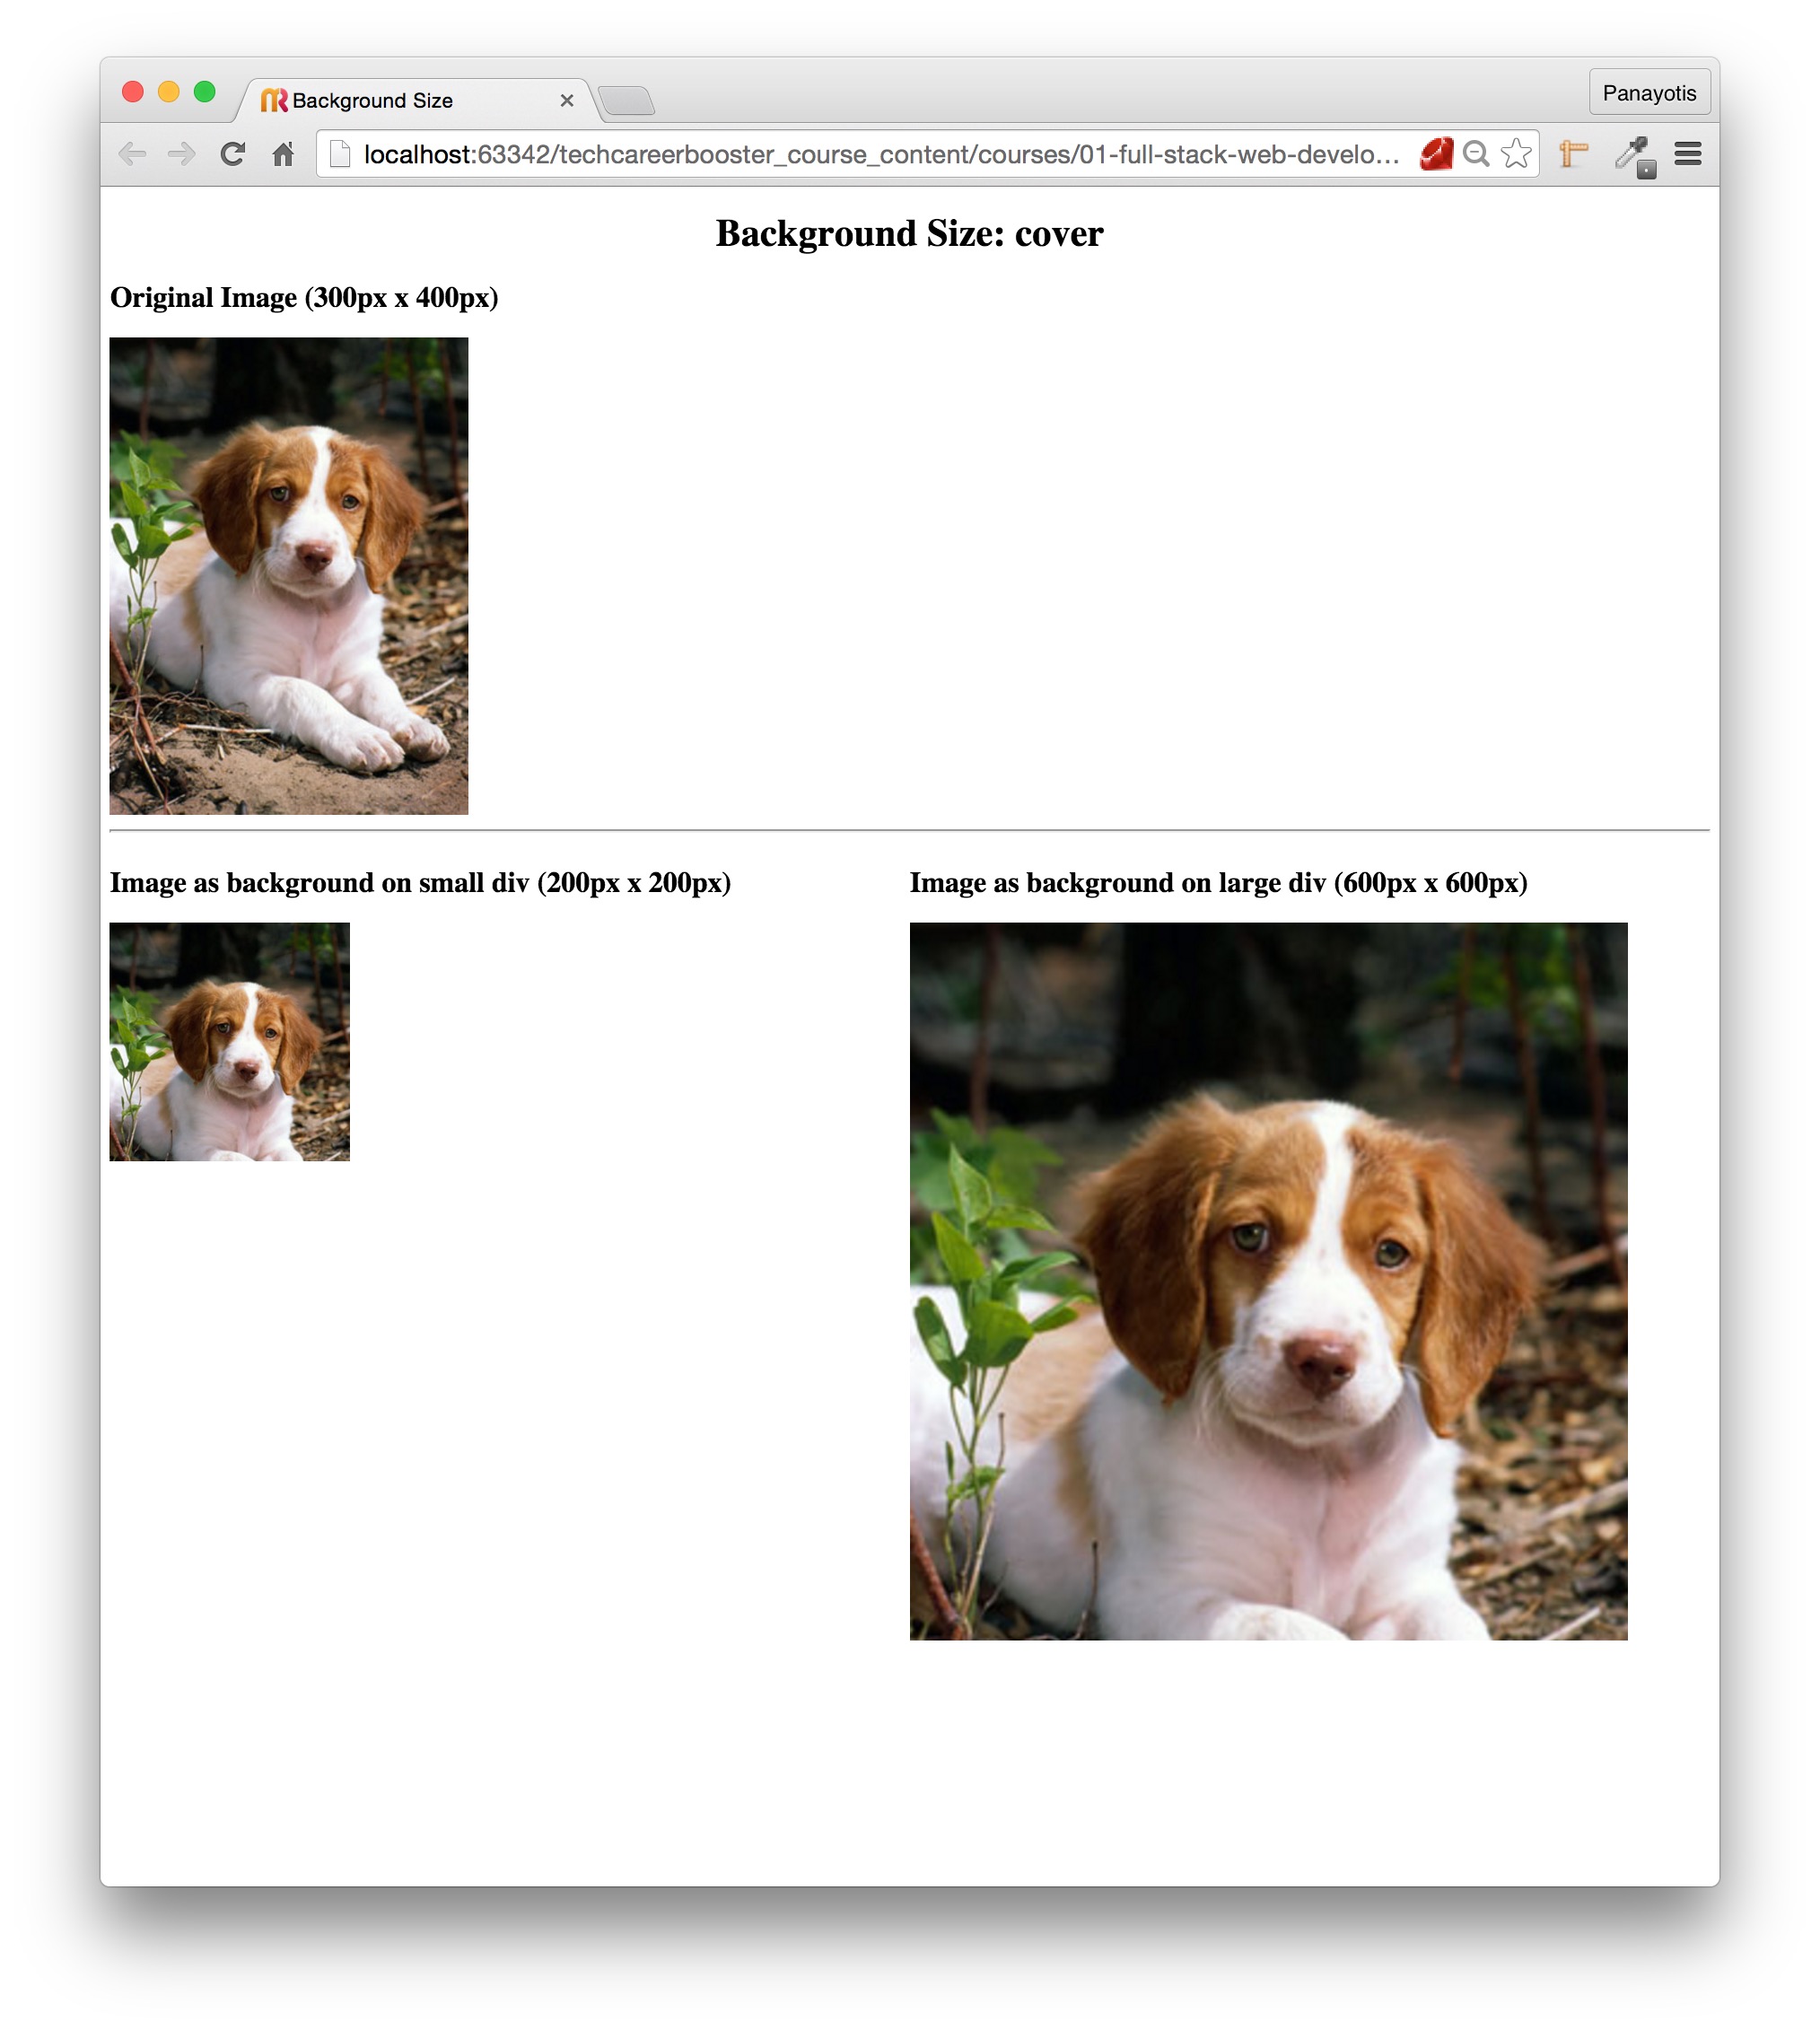 Background Size
Panayotis
localhost:63342/techcareerbooster_course_content/courses/01-full-stack-web-develo...
Background Size: cover
Original Image (300px x 400px)
Image as background on small div (200px x 200px)
Image as background on large div (600px x 600px)